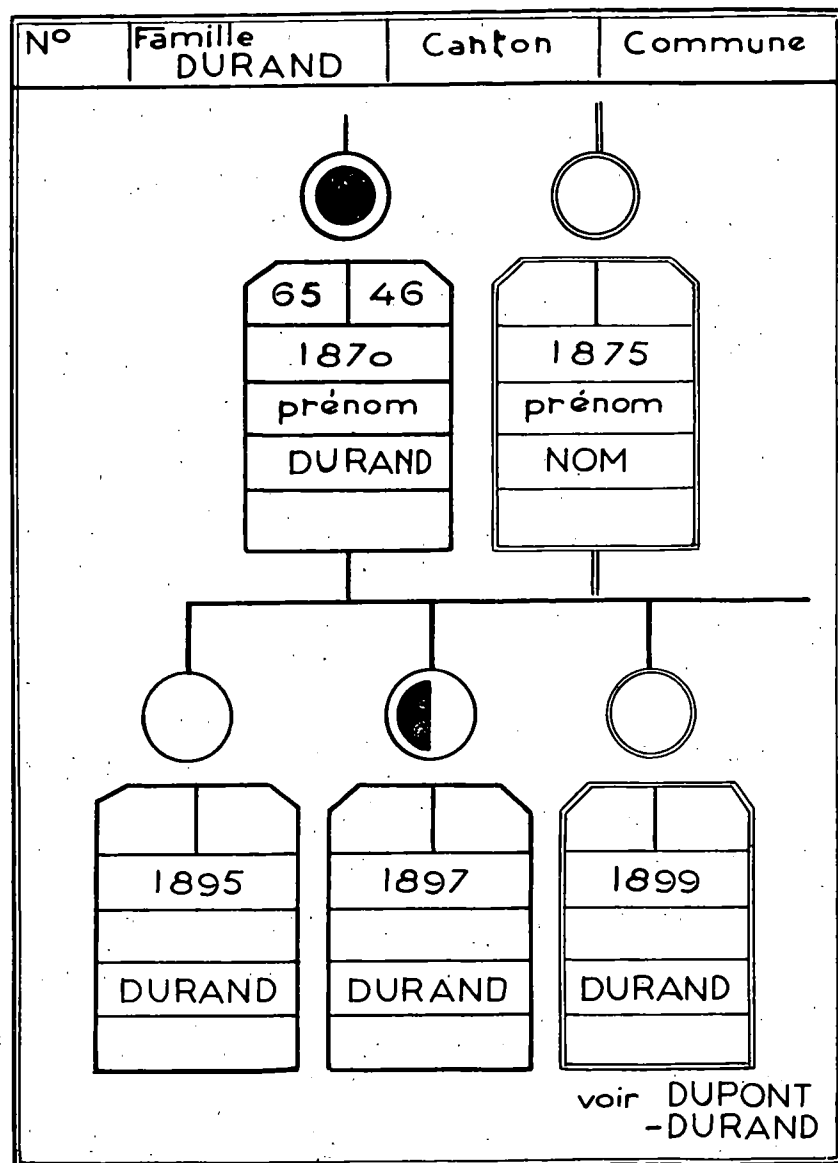 N° Famille DURAND Canton Commune
65 46
1870 1875
prénom prénom
DURAND NOM
1895 1897 1899
DURAND DURAND DURAND
voir DUPONT
-DURAND